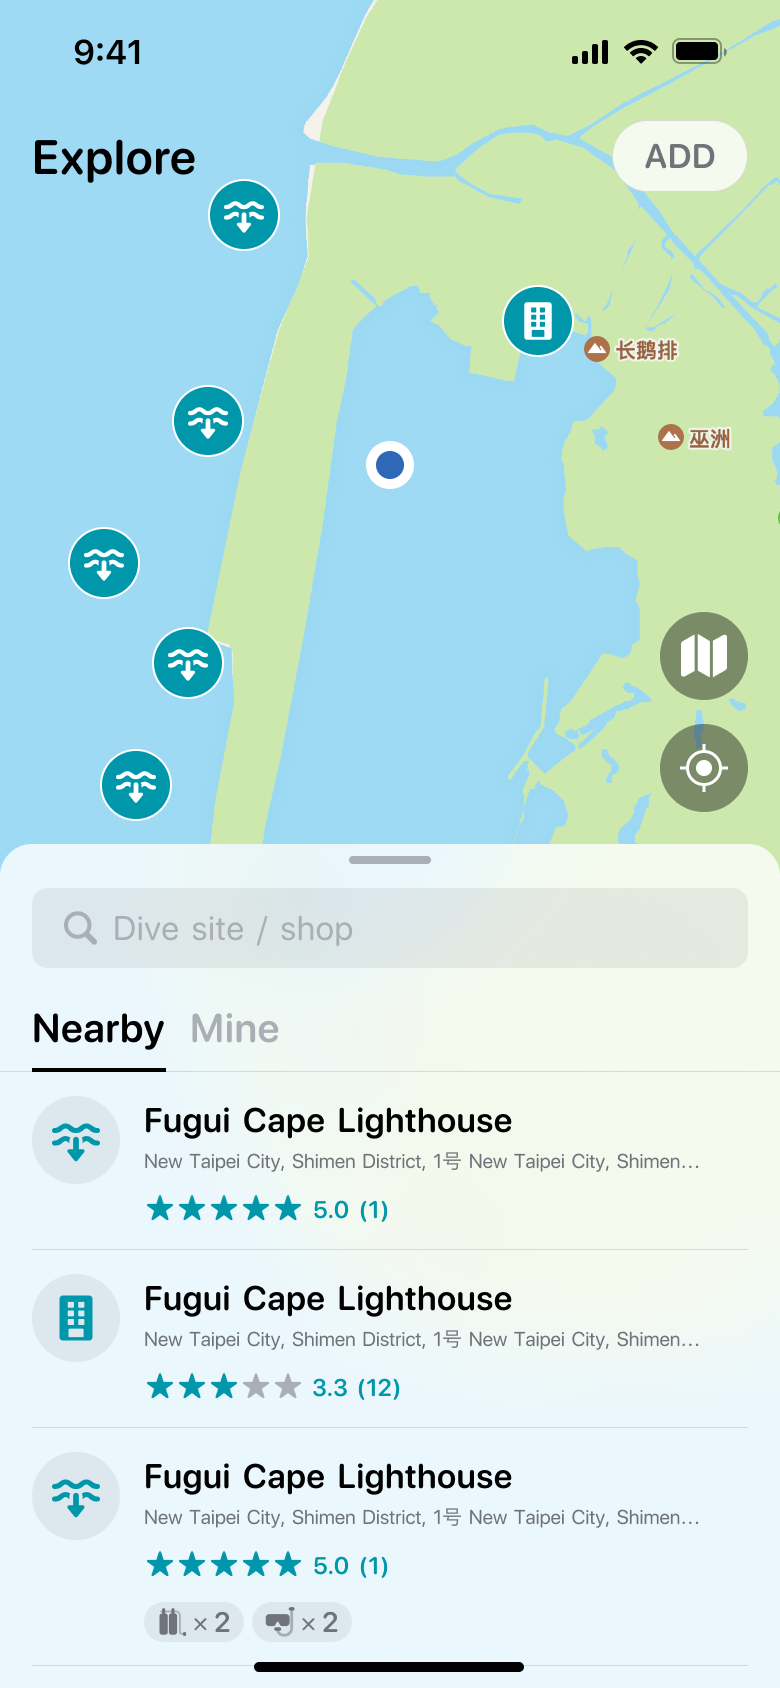 9:41
Explore
ADD
长鹅排
巫洲
Dive site / shop
Nearby Mine
Fugui Cape Lighthouse
New Taipei City, Shimen District, 1号 New Taipei City, Shimen...
5.0 (1)
Fugui Cape Lighthouse
New Taipei City, Shimen District, 1号 New Taipei City, Shimen...
3.3 (12)
Fugui Cape Lighthouse
New Taipei City, Shimen District, 1号 New Taipei City, Shimen...
5.0 (1)
× 2 × 2